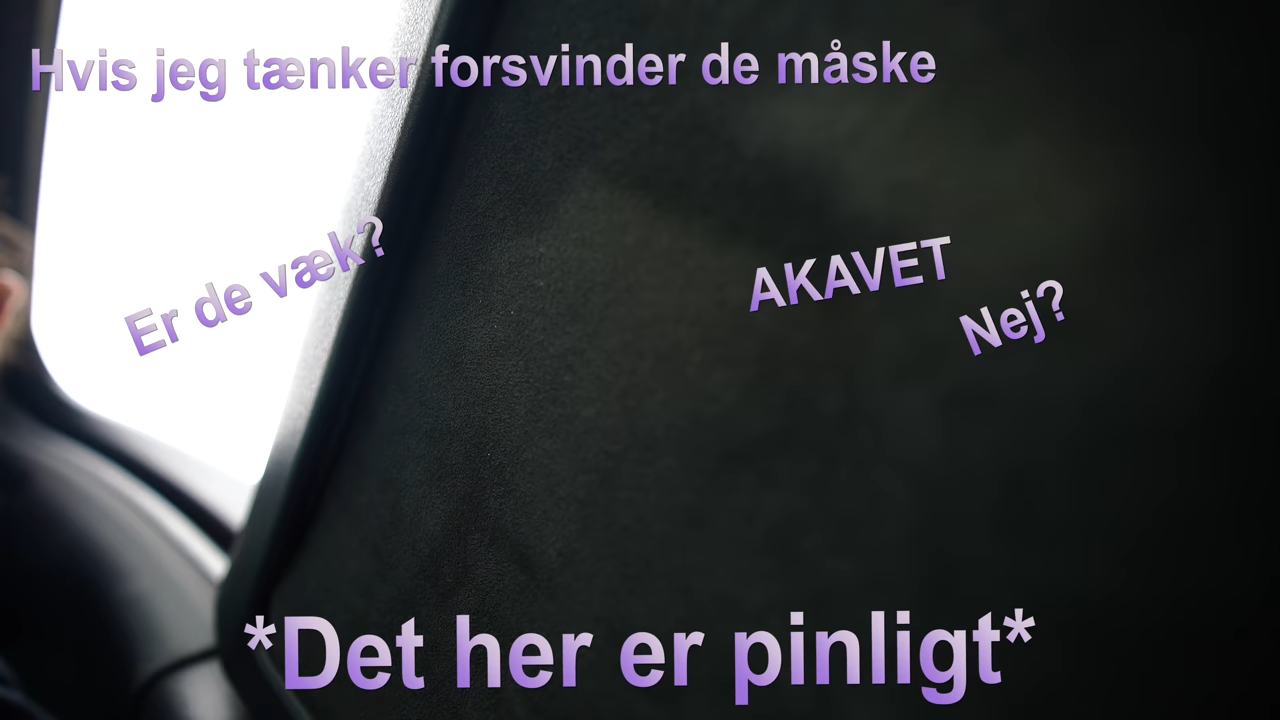 Hvis jeg tænker forsvinder de måske
Er de væk?
AKAVET
Nej?
*Det her er pinligt*